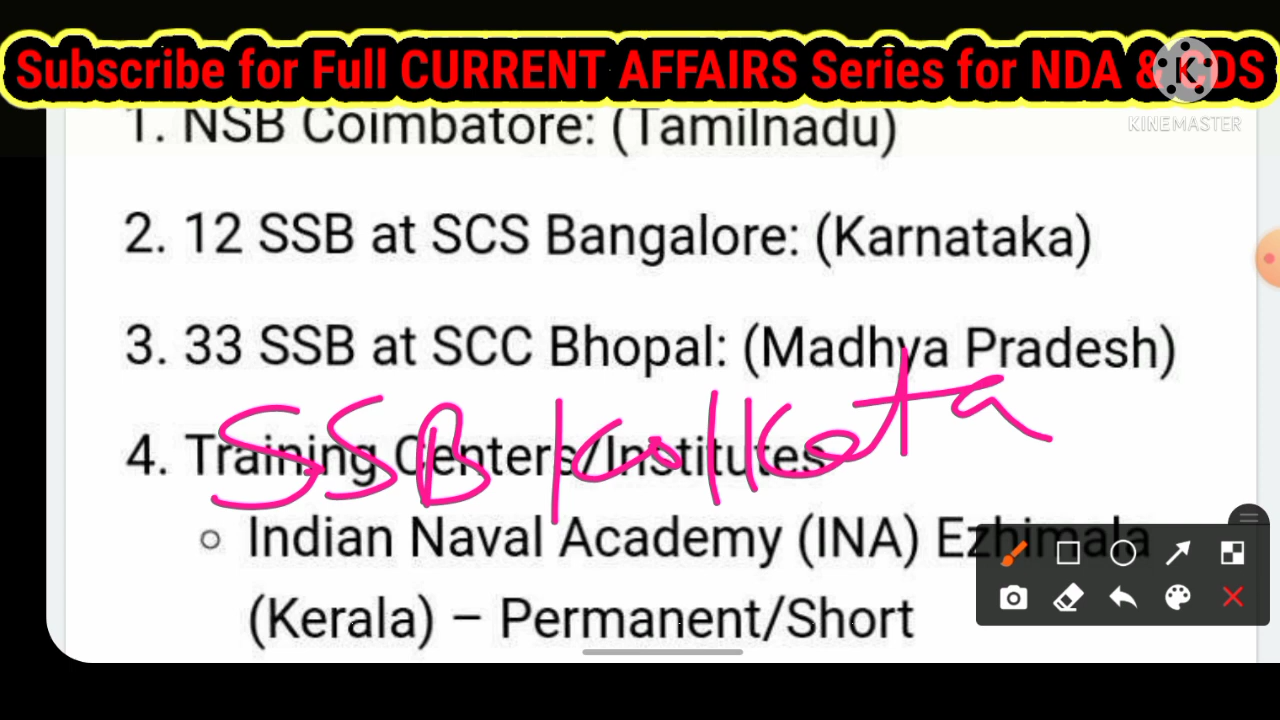 Subscribe for Full CURRENT AFFAIRS Series for NDA & CDS
K
KINEMASTER
1. NSB Coimbatore: (Tamilnadu)
2. 12 SSB at SCS Bangalore: (Karnataka)
3. 33 SSB at SCC Bhopal: (Madhya Pradesh)
SSB Kolketa
4. Training Centers/Institutes
Indian Naval Academy (INA) Ezhimala
(Kerala) – Permanent/Short